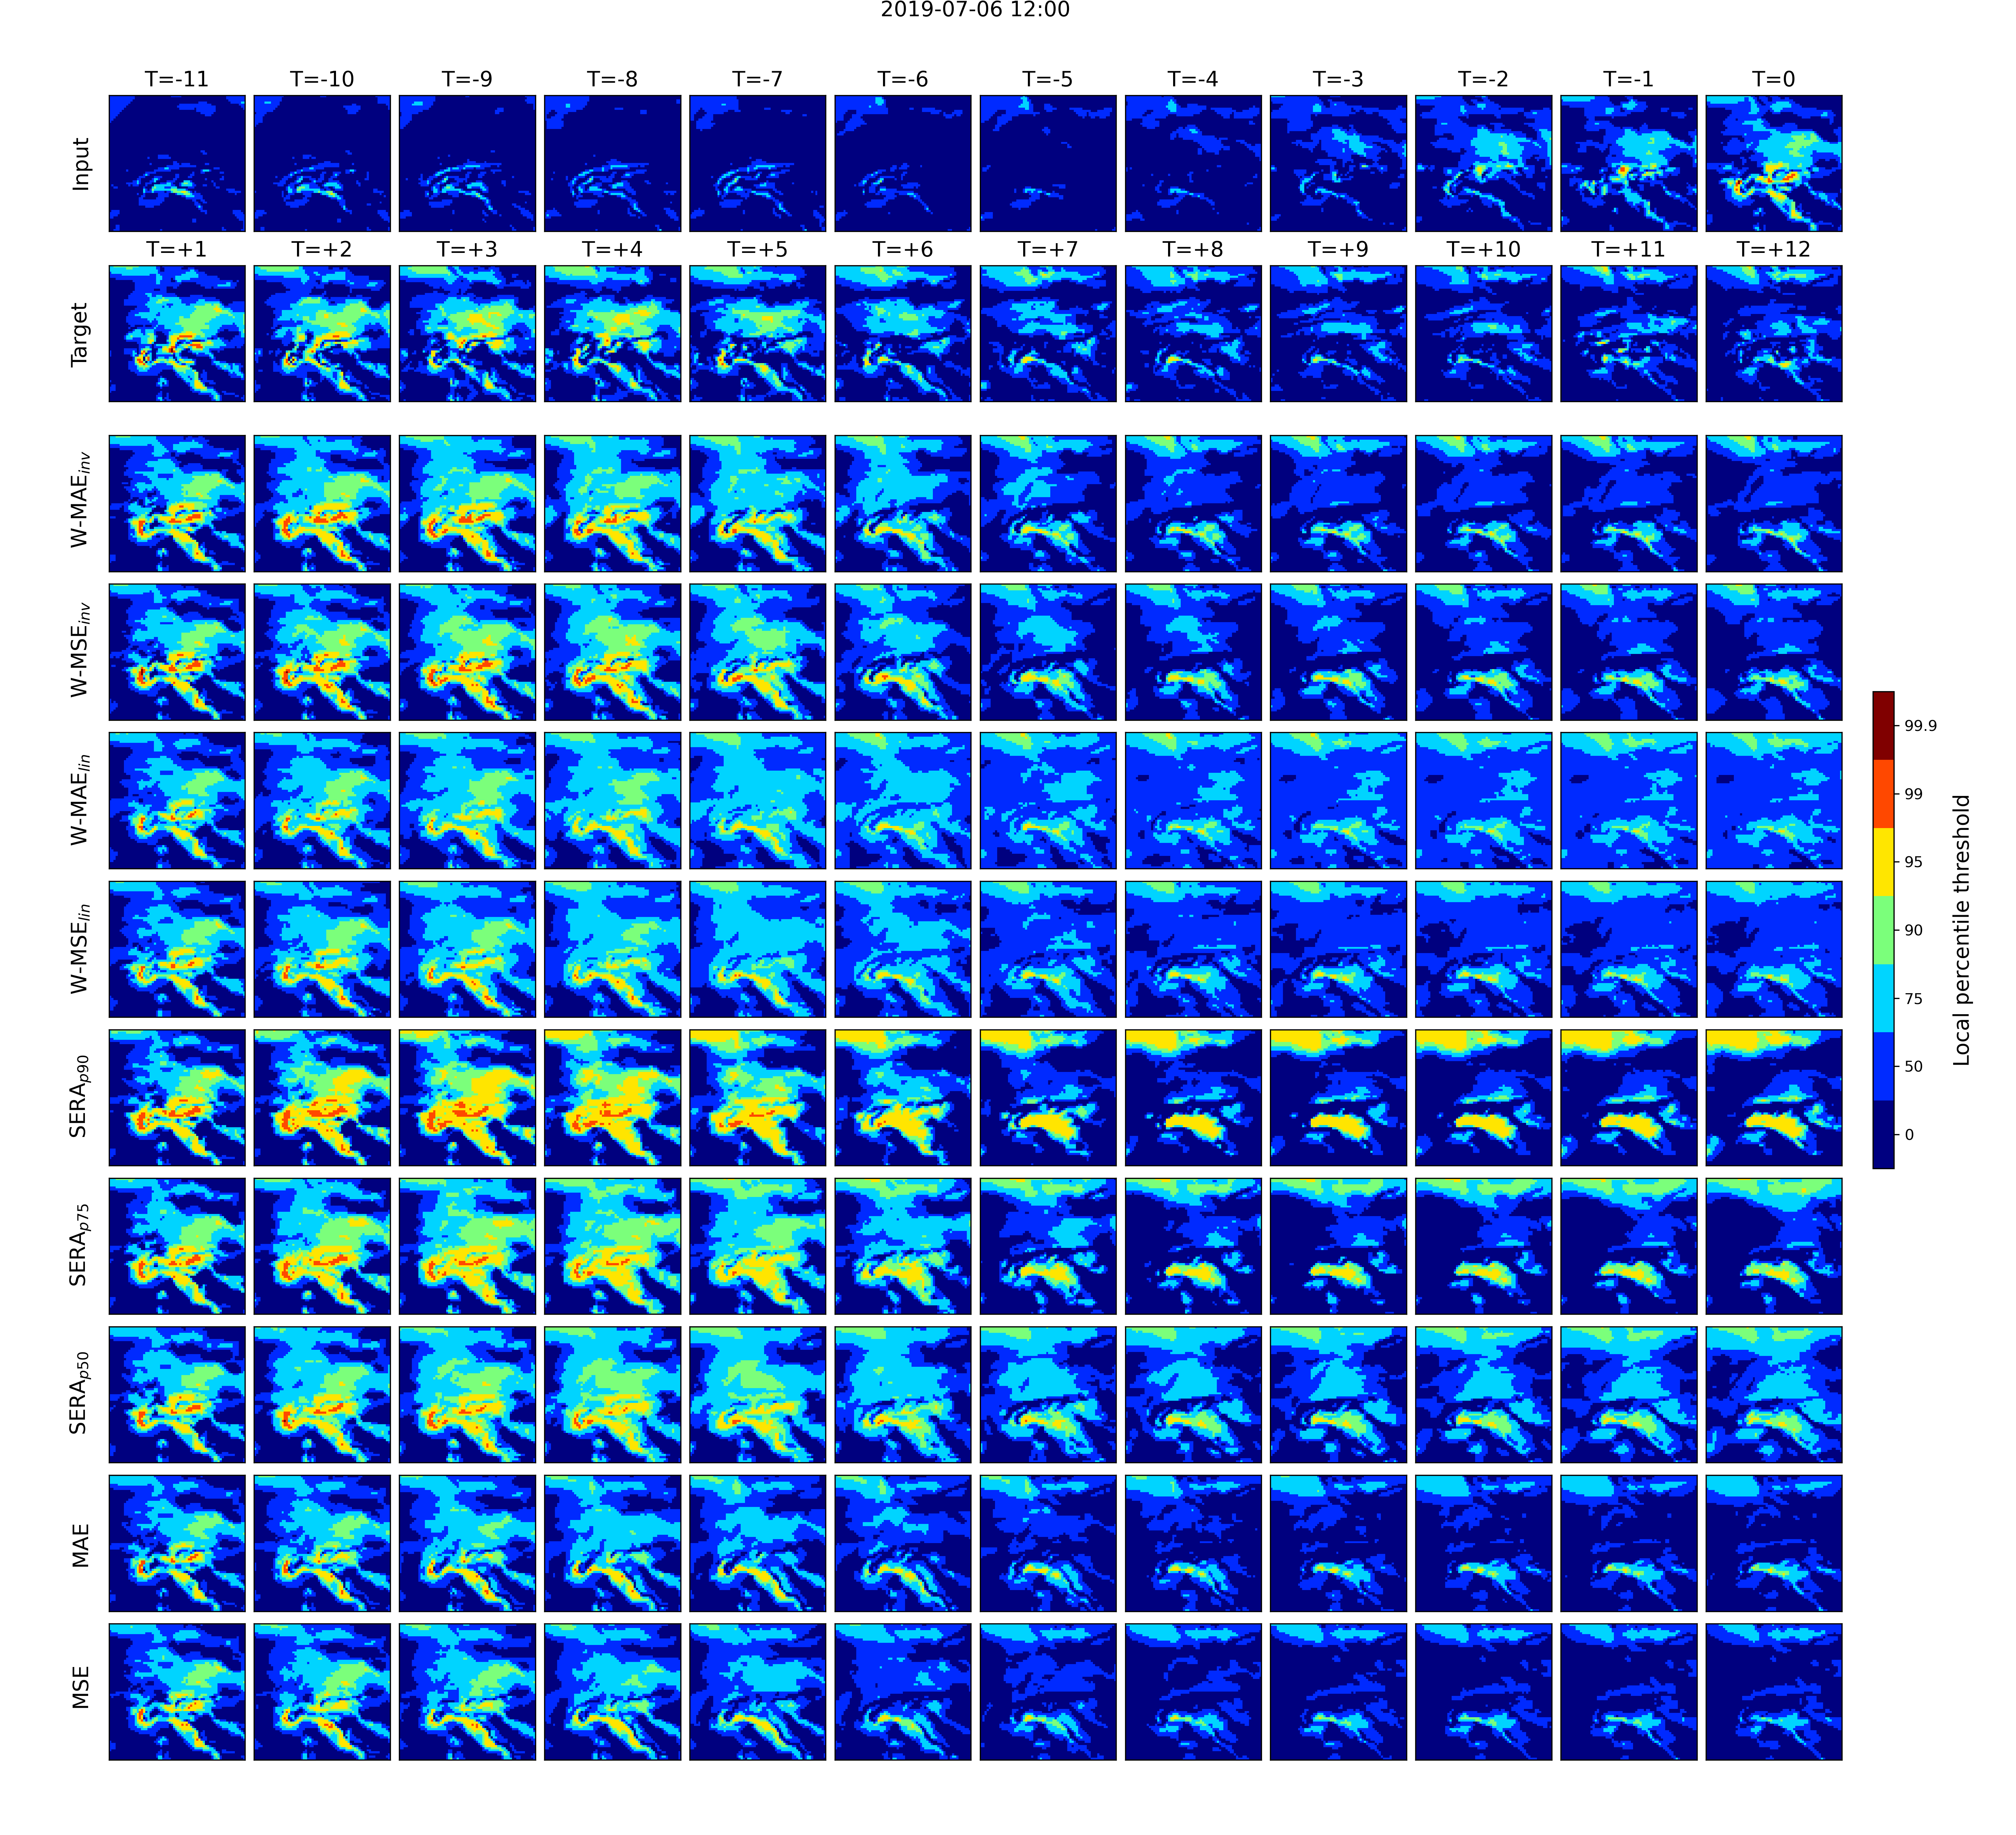 2019-07-06 12:00
T=-11 T=-10 T=-9 T=-8 T=-7 T=-6 T=-5 T=-4 T=-3 T=-2 T=-1 T=0
Input
T=+1 T=+2 T=+3 T=+4 T=+5 T=+6 T=+7 T=+8 T=+9 T=+10 T=+11 T=+12
Target
W-MAEinv
W-MSEinv
W-MAElin
W-MSElin
SERAp90
SERAp75
SERAp50
MAE
MSE
99.9
99
95
90
75
50
0
Local percentile threshold